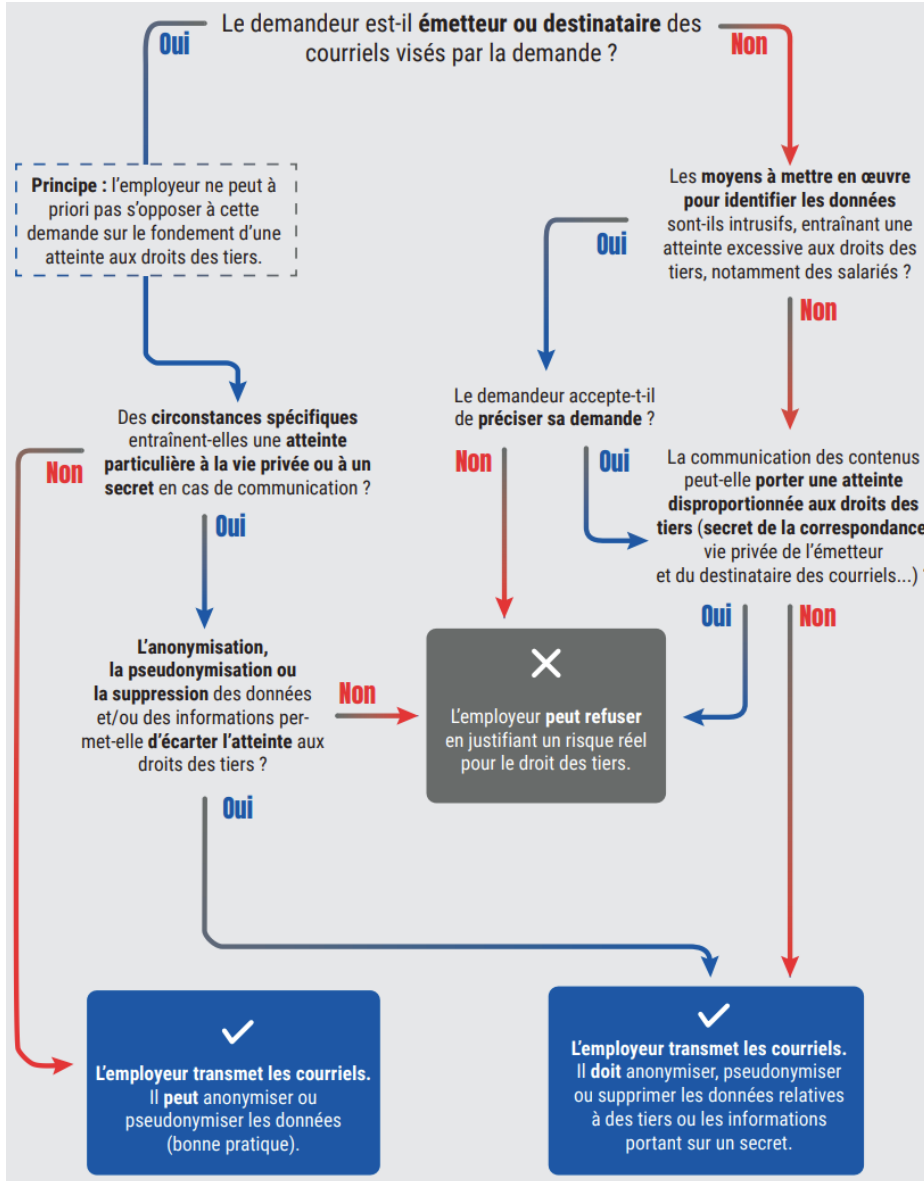 Le demandeur est-il émetteur ou destinataire des
courriels visés par la demande ?
Oui
Non
Principe : l'employeur ne peut à
priori pas s'opposer à cette
demande sur le fondement d'une
atteinte aux droits des tiers.
Les moyens à mettre en œuvre
pour identifier les données
sont-ils intrusifs, entraînant une
atteinte excessive aux droits des
tiers, notamment des salariés ?
Oui
Non
Des circonstances spécifiques
entraînent-elles une atteinte
particulière à la vie privée ou à un
secret en cas de communication ?
Non
Oui
Le demandeur accepte-t-il
de préciser sa demande ?
Non
Oui
La communication des contenus
peut-elle porter une atteinte
disproportionnée aux droits des
tiers (secret de la correspondance
vie privée de l'émetteur
et du destinataire des courriels...) ?
Oui
Non
L'anonymisation,
la pseudonymisation ou
la suppression des données
et/ou des informations per-
met-elle d'écarter l'atteinte aux
droits des tiers ?
Non
Oui
L'employeur peut refuser
en justifiant un risque réel
pour le droit des tiers.
L'employeur transmet les courriels.
Il peut anonymiser ou
pseudonymiser les données
(bonne pratique).
L'employeur transmet les courriels.
Il doit anonymiser, pseudonymiser
ou supprimer les données relatives
à des tiers ou les informations
portant sur un secret.